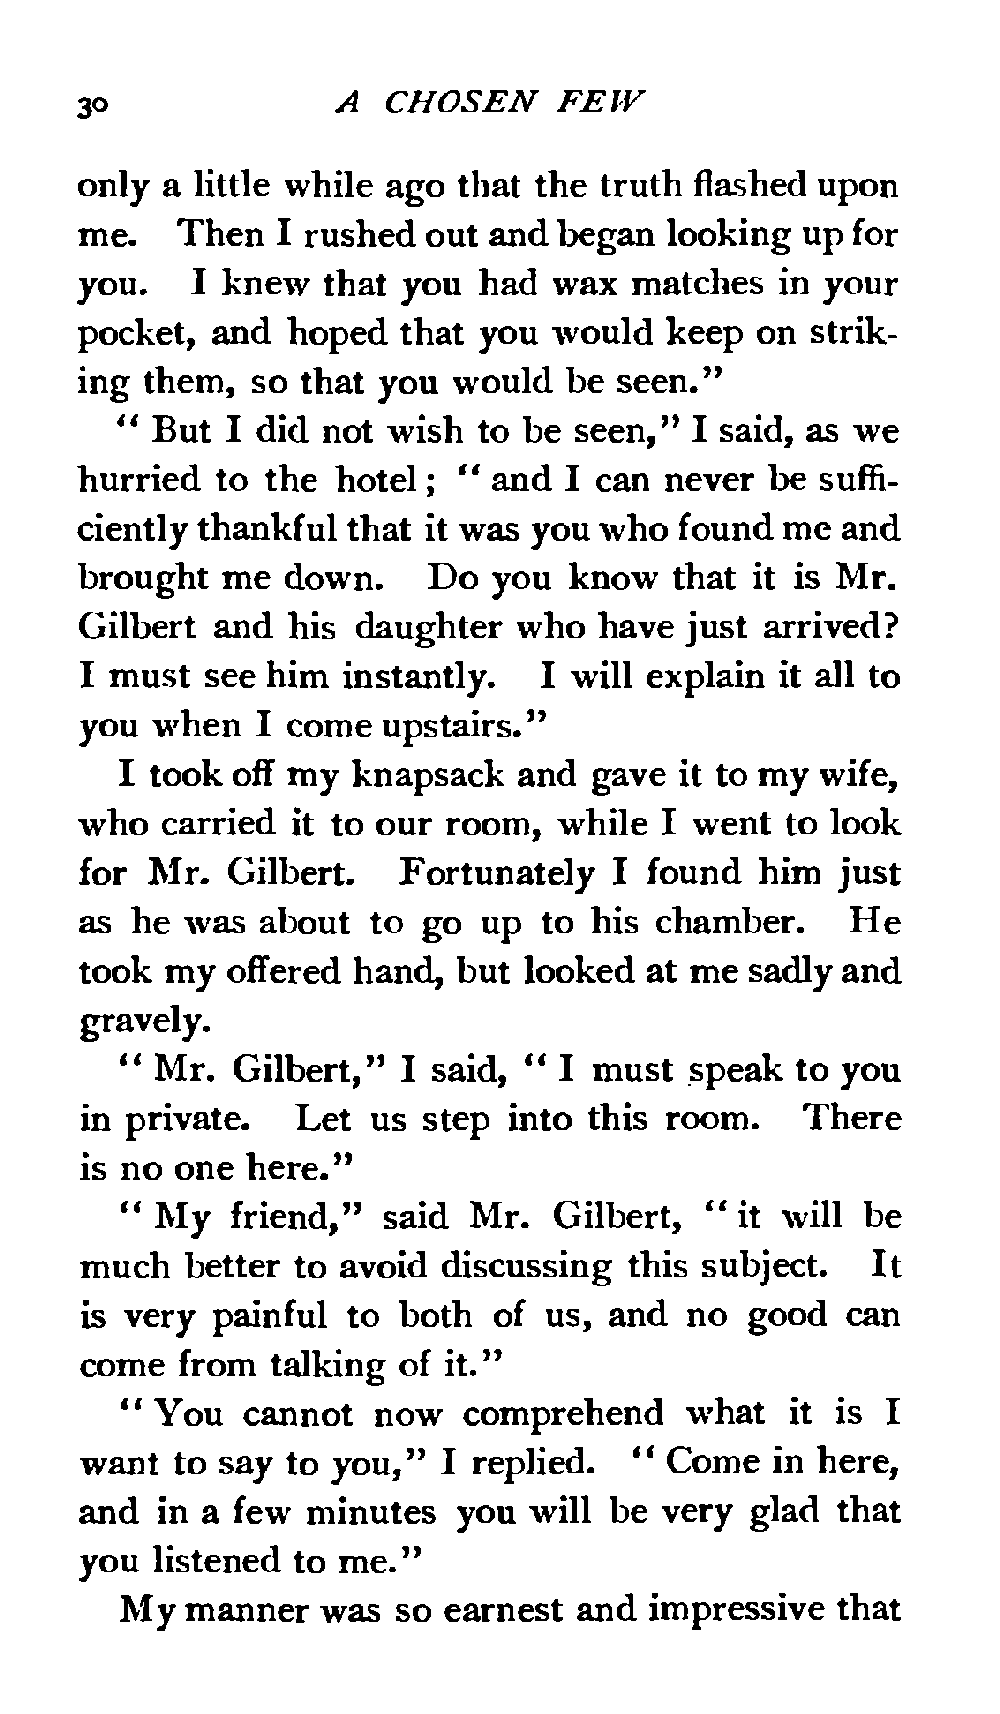 30 A CHOSEN FEW
only a little while ago that the truth flashed upon
me. Then I rushed out and began looking up for
you. I knew that you had wax matches in your
pocket, and hoped that you would keep on strik-
ing them, so that you would be seen."
" But I did not wish to be seen," I said, as we
hurried to the hotel ; " and I can never be suffi-
ciently thankful that it was you who found me and
brought me down. Do you know that it is Mr.
Gilbert and his daughter who have just arrived?
I must see him instantly. I will explain it all to
you when I come upstairs."
I took off my knapsack and gave it to my wife,
who carried it to our room, while I went to look
for Mr. Gilbert. Fortunately I found him just
as he was about to go up to his chamber. He
took my offered hand, but looked at me sadly and
gravely.
" Mr. Gilbert," I said, " I must speak to you
in private. Let us step into this room. There
is no one here."
" My friend," said Mr. Gilbert, " it will be
much better to avoid discussing this subject. It
is very painful to both of us, and no good can
come from talking of it."
" You cannot now comprehend what it is I
want to say to you," I replied. " Come in here,
and in a few minutes you will be very glad that
you listened to me."
My manner was so earnest and impressive that